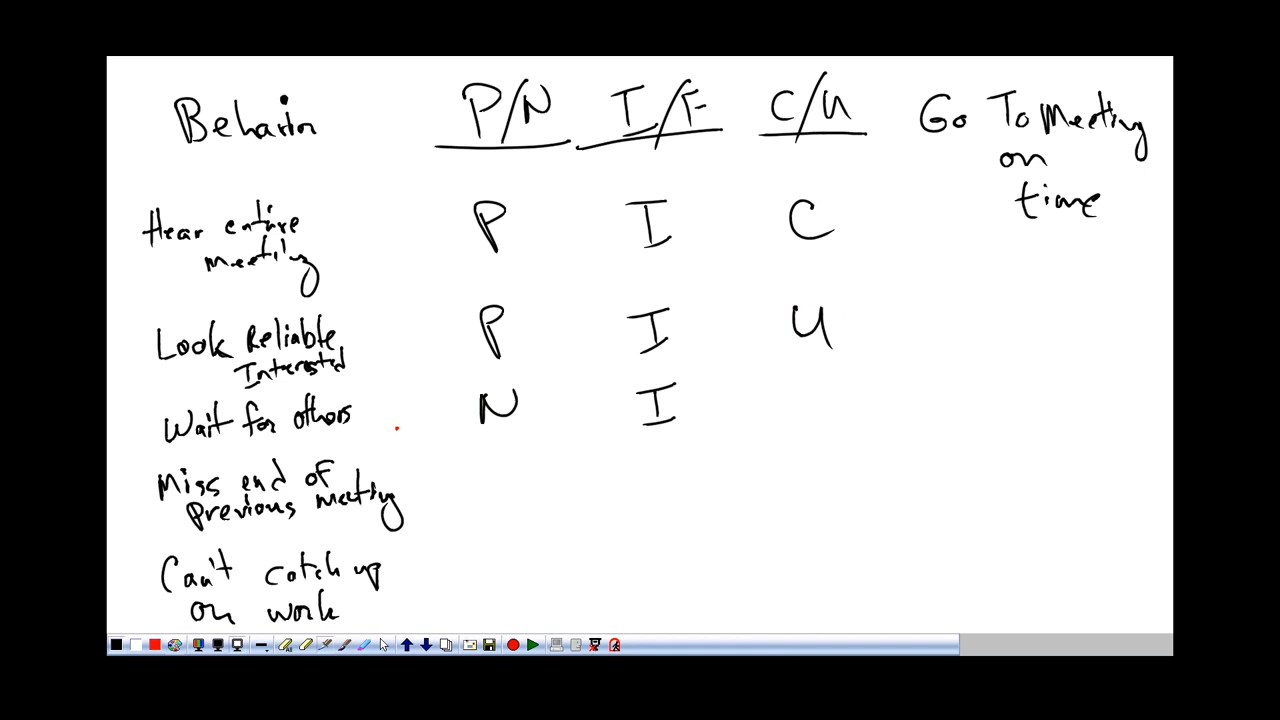 Behavior P/N I/F C/U Go To Meeting
on
time
Hear entire P I C
meeting
Look Reliable P I U
Interested
Wait for others N I
Miss end of
previous meeting
Can't catch up
on work